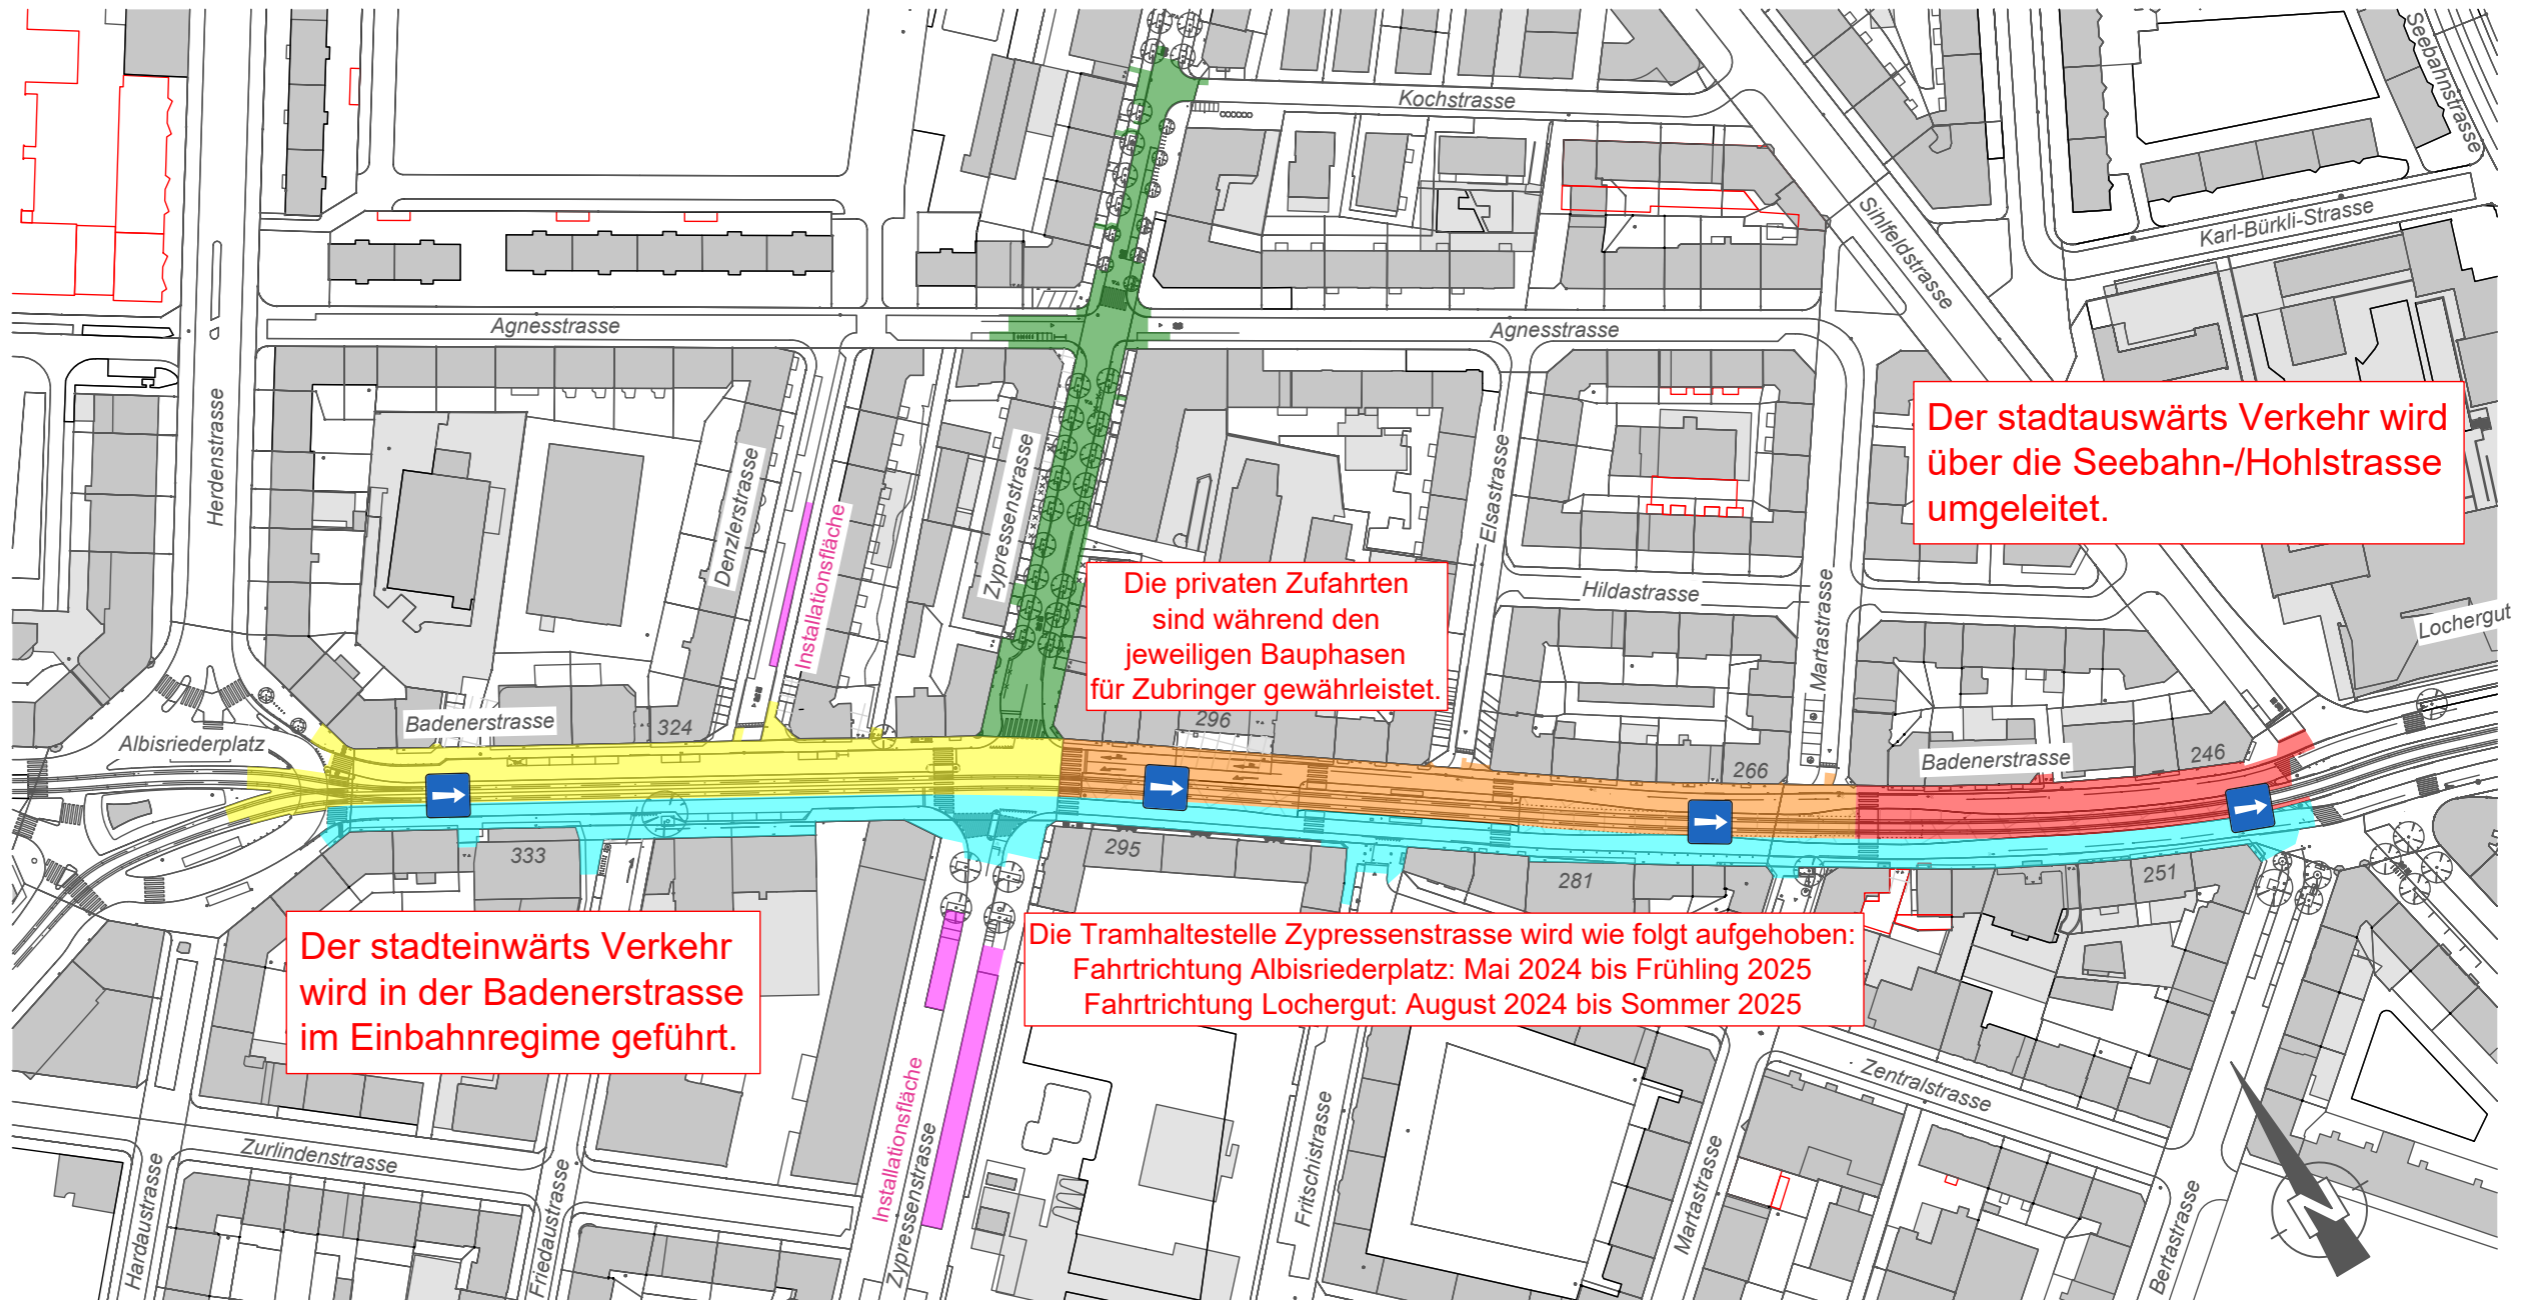 Seebahnstrasse
Kochstrasse
Sihlfeldstrasse
Karl-Bürkli-Strasse
Agnesstrasse
Agnesstrasse
Herdenstrasse
Denzlerstrasse
Installationsfläche
Zypressenstrasse
Elsastrasse
Der stadtauswärts Verkehr wird
über die Seebahn-/Hohlstrasse
umgeleitet.
Die privaten Zufahrten
sind während den
jeweiligen Bauphasen
für Zubringer gewährleistet.
Hildastrasse
Martastrasse
Lochergut
Albisriederplatz
Badenerstrasse
324
296
266
Badenerstrasse
246
333
295
281
251
Der stadteinwärts Verkehr
wird in der Badenerstrasse
im Einbahnregime geführt.
Die Tramhaltestelle Zypressenstrasse wird wie folgt aufgehoben:
Fahrtrichtung Albisriederplatz: Mai 2024 bis Frühling 2025
Fahrtrichtung Lochergut: August 2024 bis Sommer 2025
Zurlindenstrasse
Hardaustrasse
Friedaustrasse
Installationsfläche
Zypressenstrasse
Fritschistrasse
Martastrasse
Zentralstrasse
Bertastrasse
N